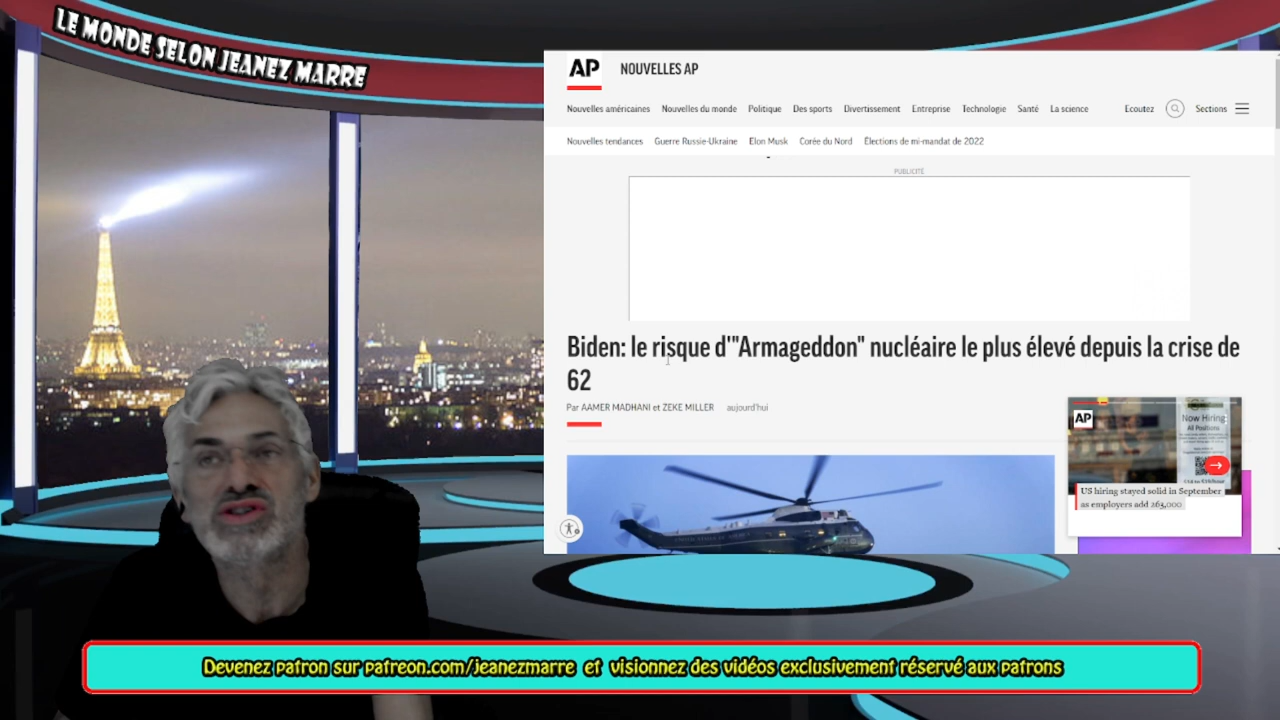 LE MONDE SELON JEANEZ MARRE
AP NOUVELLES AP
Nouvelles américaines Nouvelles du monde Politique Des sports Divertissement Entreprise Technologie Santé La science Ecoutez Sections
Nouvelles tendances Guerre Russie-Ukraine Elon Musk Corée du Nord Élections de mi-mandat de 2022
PUBLICITÉ
Biden: le risque d'"Armageddon" nucléaire le plus élevé depuis la crise de
62
Par AAMER MADHANI et ZEKE MILLER aujourd'hui
AP
Now Hiring
All Positions
US hiring stayed solid in September
as employers add 263,000
Devenez patron sur patreon.com/jeanezmarre et visionnez des vidéos exclusivement réservé aux patrons